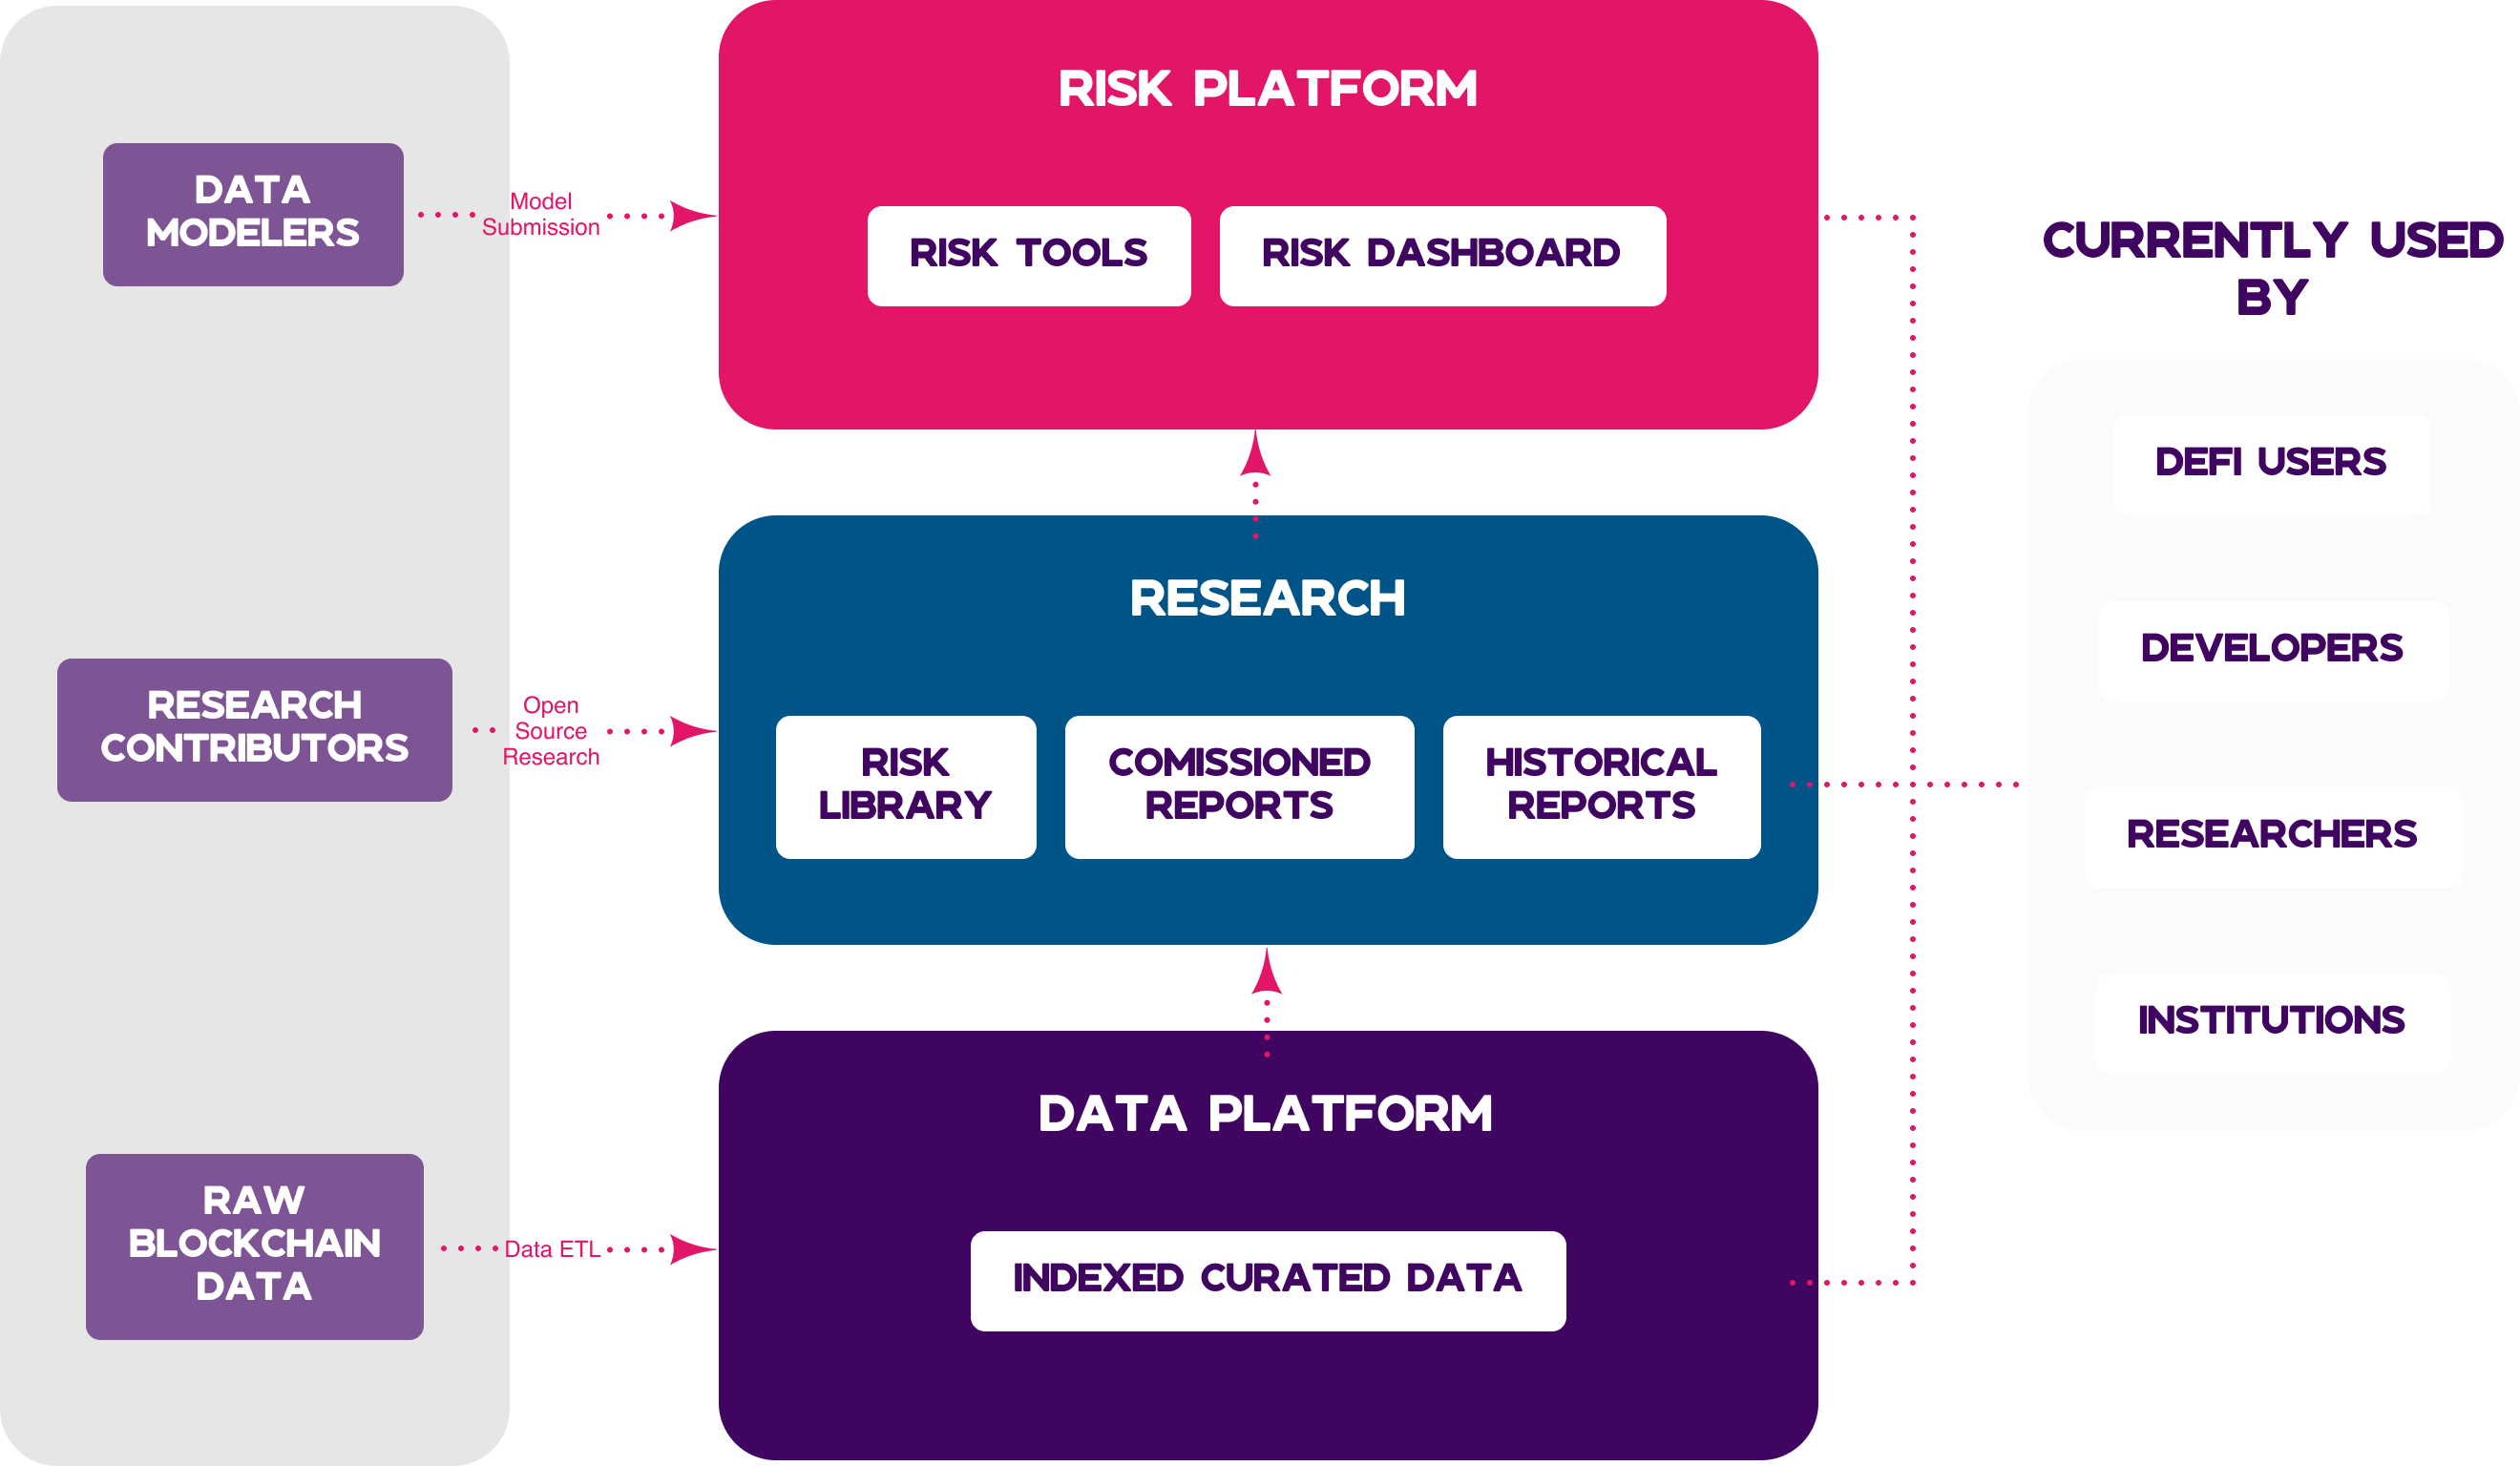 DATA
MODELERS
Model
Submission
RISK PLATFORM
RISK TOOLS
RISK DASHBOARD
RESEARCH
CONTRIBUTORS
Open
Source
Research
RESEARCH
RISK
LIBRARY
COMISSIONED
REPORTS
HISTORICAL
REPORTS
RAW
BLOCKCHAIN
DATA
Data ETL
DATA PLATFORM
INDEXED CURATED DATA
CURRENTLY USED
BY
DEFI USERS
DEVELOPERS
RESEARCHERS
INSTITUTIONS